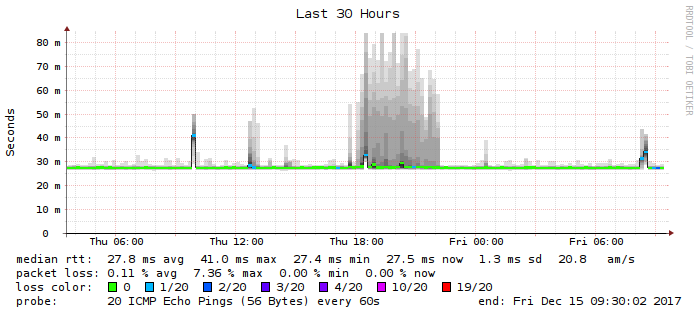 Last 30 Hours
RRDTOOL / TOBI OETIKER
Seconds
80 m
70 m
60 m
50 m
40 m
30 m
20 m
10 m
0
Thu 06:00 Thu 12:00 Thu 18:00 Fri 00:00 Fri 06:00
median rtt: 27.8 ms avg 41.0 ms max 27.4 ms min 27.5 ms now 1.3 ms sd 20.8 am/s
packet loss: 0.11 % avg 7.36 % max 0.00 % min 0.00 % now
loss color: 0 1/20 2/20 3/20 4/20 10/20 19/20
probe: 20 ICMP Echo Pings (56 Bytes) every 60s end: Fri Dec 15 09:30:02 2017